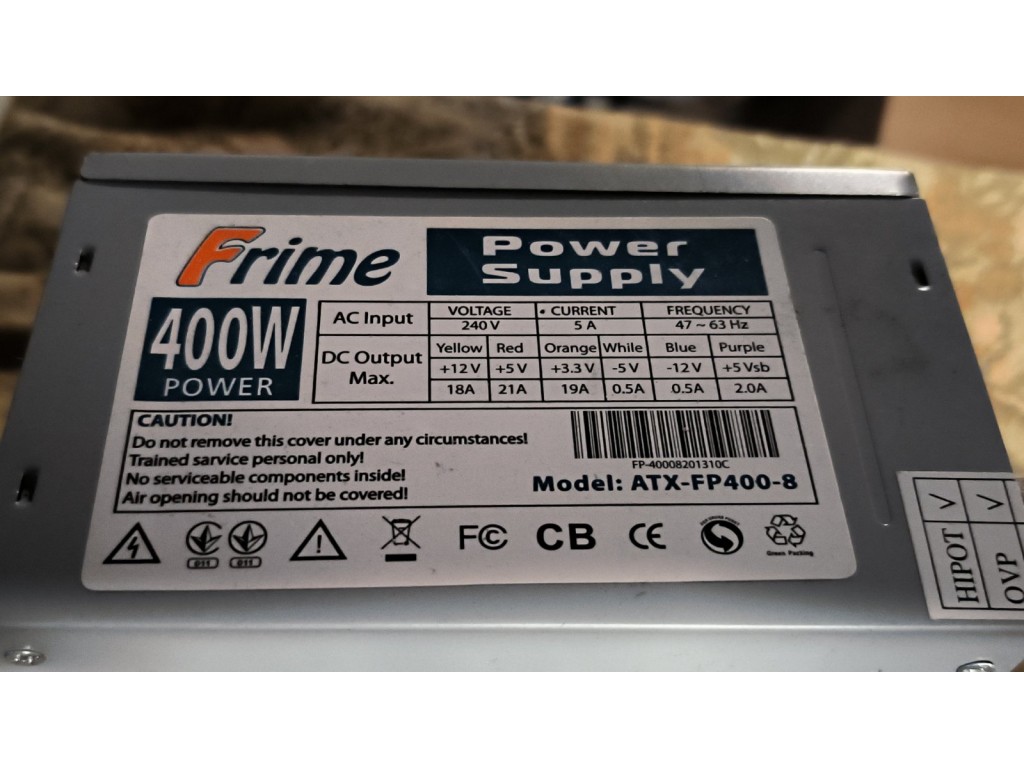 Frime
Power
Supply
400W
POWER
AC Input
VOLTAGE
CURRENT
FREQUENCY
240 V
5 A
47 ~ 63 Hz
DC Output
Max.
Yellow Red Orange While Blue Purple
+12 V +5 V +3.3 V -5 V -12 V +5 Vsb
18A 21A 19A 0.5A 0.5A 2.0A
CAUTION!
Do not remove this cover under any circumstances!
Trained sarvice personal only!
No serviceable components inside!
Air opening should not be covered!
FP-40008201310C
Model: ATX-FP400-8
011 011
FC CB CE
Green Packing
HIPOT V
OVP V